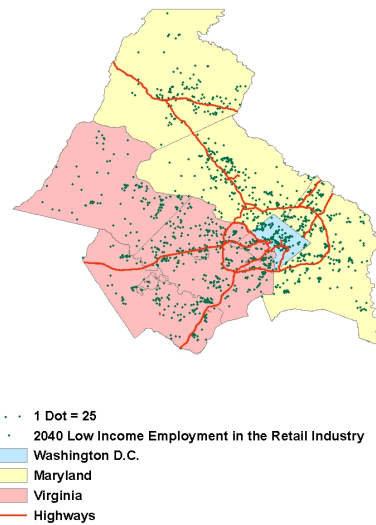 1 Dot = 25
2040 Low Income Employment in the Retail Industry
Washington D.C.
Maryland
Virginia
Highways